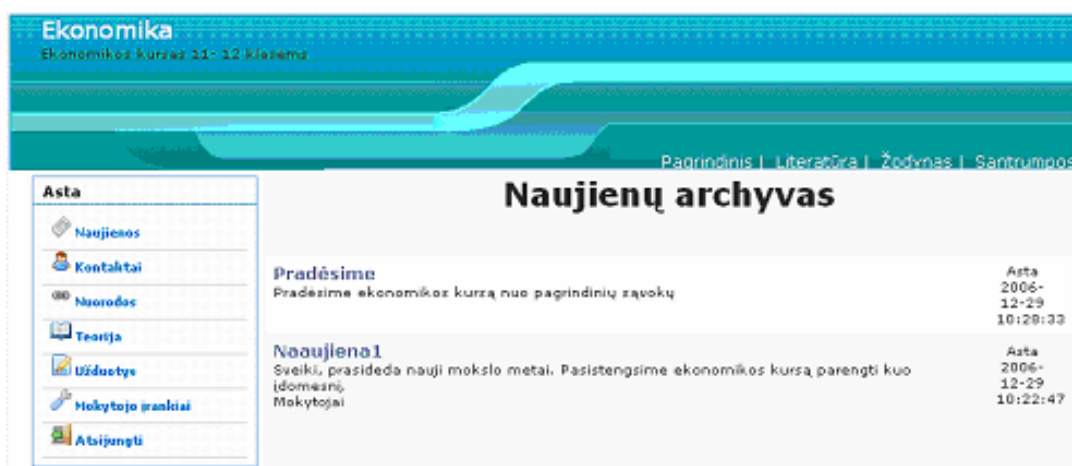 Ekonomika
Ekonomikos kursas 11- 12 klasems
Pagrindinis | Literatūra | Žodynas | Santrumpos
Asta
Naujienos
Kontaktai
Nuorodos
Teorija
Užduotys
Mokytojo įrankiai
Atsijungti
Naujienų archyvas
Pradėsime
Pradėsime ekonomikos kursą nuo pagrindinių sąvokų
Asta
2006-
12-29
10:28:33
Naaujiena1
Sveiki, prasideda nauji mokslo metai. Pasistengsime ekonomikos kursą parengti kuo
įdomesnį.
Mokytojai
Asta
2006-
12-29
10:22:47